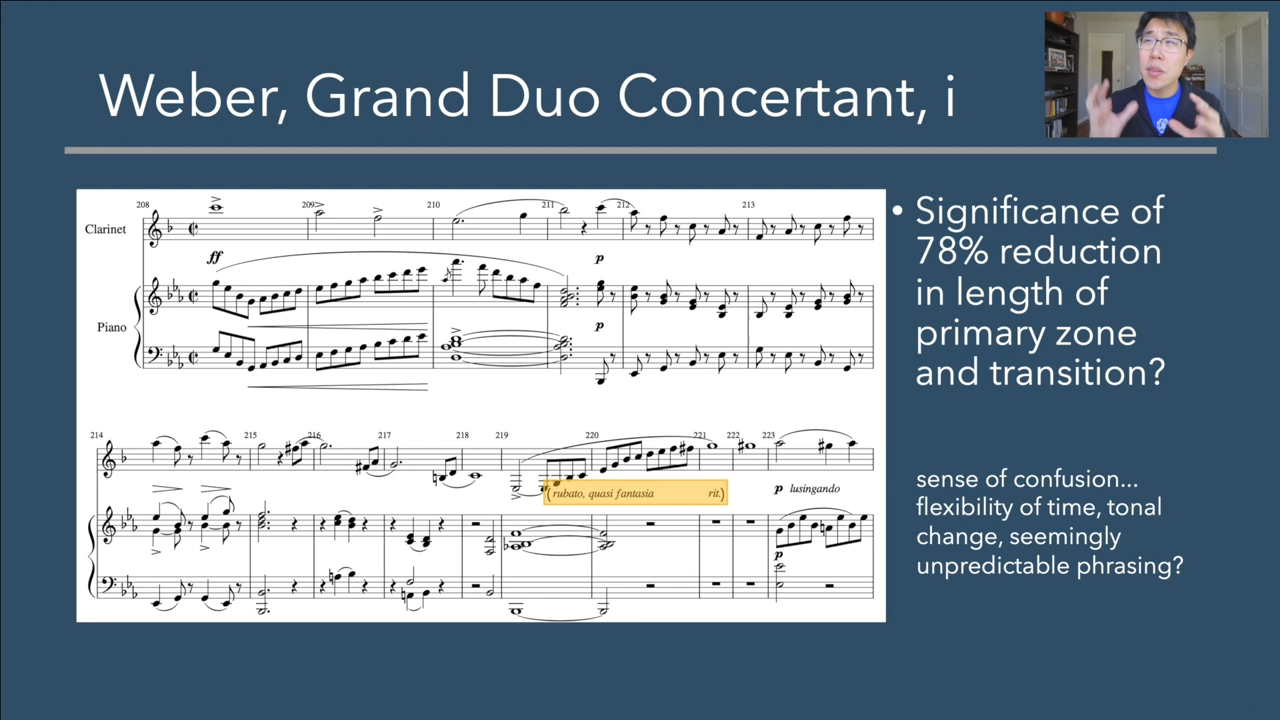 Weber, Grand Duo Concertant, i
208 209 210 211 212 213
Clarinet
ff p
Piano
p
• Significance of
78% reduction
in length of
primary zone
and transition?
214 215 216 217 218 219 220 221 222 223
(rubato, quasi fantasia rit.)
p lusingando
p
sense of confusion...
flexibility of time, tonal
change, seemingly
unpredictable phrasing?